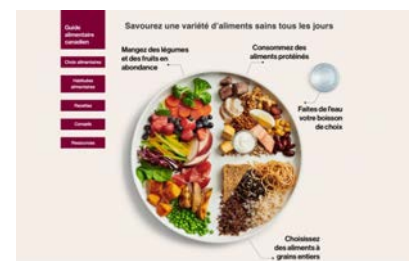 Guide
alimentaire
canadien
Choix alimentaires
Habitudes
alimentaires
Recettes
Conseils
Ressources
Savourez une variété d'aliments sains tous les jours
Mangez des légumes
et des fruits en
abondance
Consommez des
aliments protéinés
Faites de l'eau
votre boisson
de choix
Choisissez
des aliments à
grains entiers